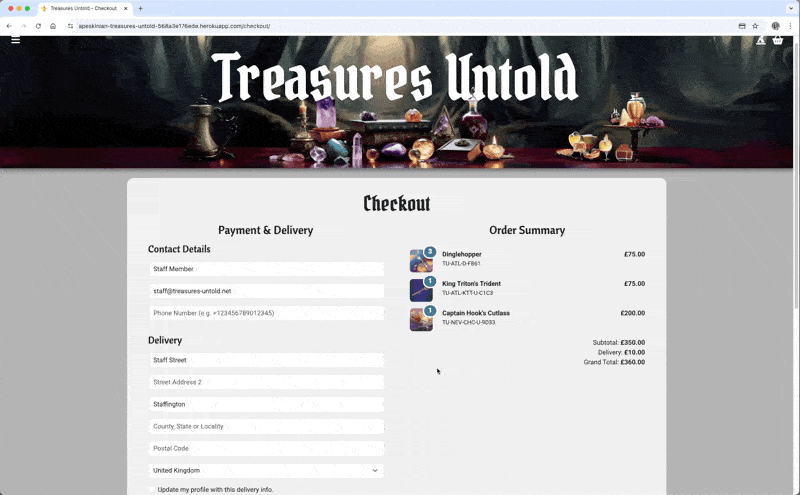 Treasures Untold - Checkout
apeskinian-treasures-untold-568a3e176ede.herokuapp.com/checkout/
Treasures Untold
Checkout
Payment & Delivery
Contact Details
Staff Member
staff@treasures-untold.net
Phone Number (e.g. +123456789012345)
Delivery
Staff Street
Street Address 2
Staffington
County, State or Locality
Postal Code
United Kingdom
Update my profile with this delivery info.
Order Summary
3
Dinglehopper
£75.00
TU-ATL-D-F861
1
King Triton's Trident
£75.00
TU-ATL-KTT-U-C1C3
1
Captain Hook's Cutlass
£200.00
TU-NEV-CHC-U-9033
Subtotal: £350.00
Delivery: £10.00
Grand Total: £360.00